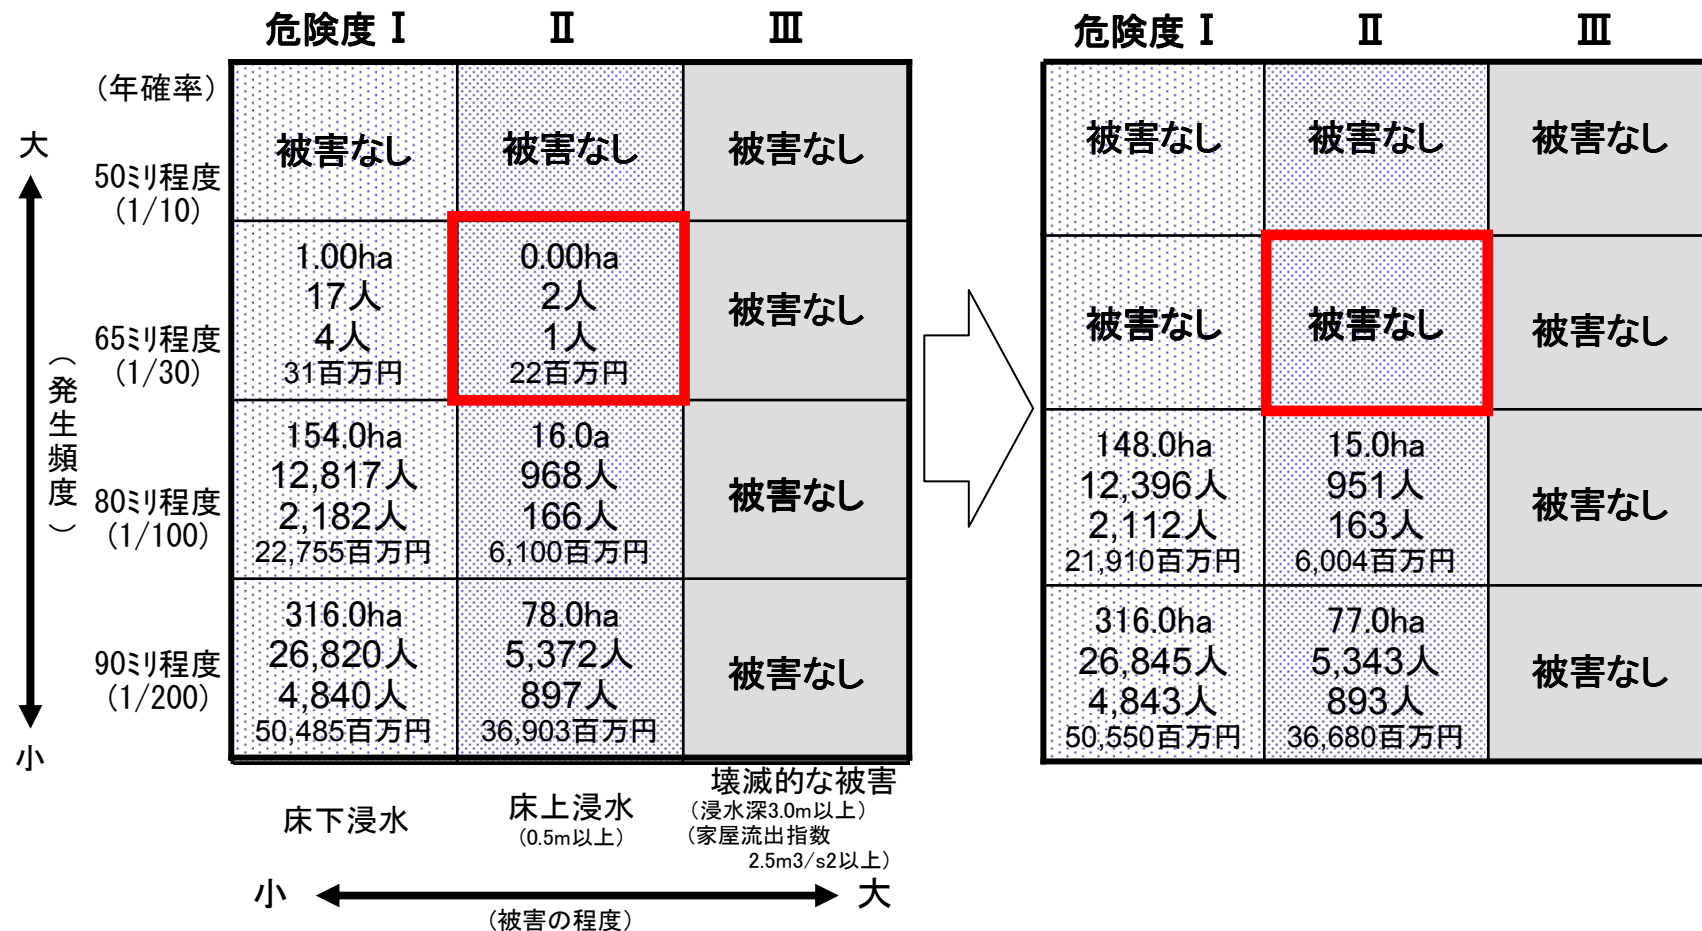 危険度Ⅰ Ⅱ Ⅲ
(年確率)
大
50ミリ程度
(1/10)
被害なし 被害なし 被害なし
65ミリ程度
(1/30)
1.00ha
17人
4人
31百万円
0.00ha
2人
1人
22百万円
被害なし
(発生頻度)
80ミリ程度
(1/100)
154.0ha
12,817人
2,182人
22,755百万円
16.0a
968人
166人
6,100百万円
被害なし
90ミリ程度
(1/200)
316.0ha
26,820人
4,840人
50,485百万円
78.0ha
5,372人
897人
36,903百万円
被害なし
小
床下浸水
床上浸水
(0.5m以上)
壊滅的な被害
(浸水深3.0m以上)
(家屋流出指数
2.5m3/s2以上)
小 大
(被害の程度)
危険度Ⅰ Ⅱ Ⅲ
被害なし 被害なし 被害なし
被害なし 被害なし 被害なし
148.0ha
12,396人
2,112人
21,910百万円
15.0ha
951人
163人
6,004百万円
被害なし
316.0ha
26,845人
4,843人
50,550百万円
77.0ha
5,343人
893人
36,680百万円
被害なし